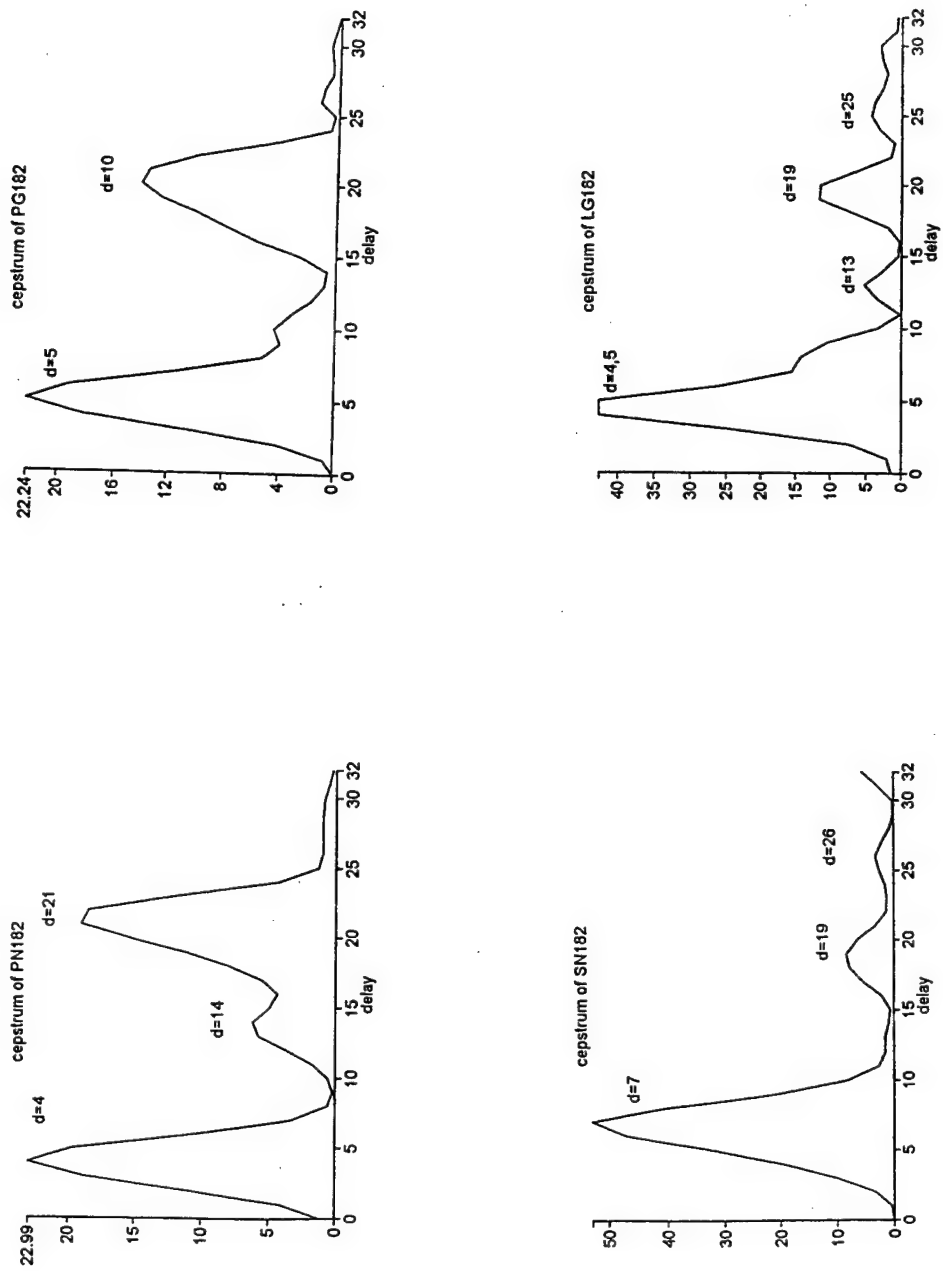 cepstrum of PN182
22.99
20
15
10
5
0
d=4
d=14
d=21
0 5 10 15 20 25 30 32
delay
cepstrum of PG182
22.24
20
16
12
8
4
0
d=5
d=10
0 5 10 15 20 25 30 32
delay
cepstrum of SN182
50
40
30
20
10
0
d=7
d=19
d=26
0 5 10 15 20 25 30 32
delay
cepstrum of LG182
40
35
30
25
20
15
10
5
0
d=4,5
d=13
d=19
d=25
0 5 10 15 20 25 30 32
delay